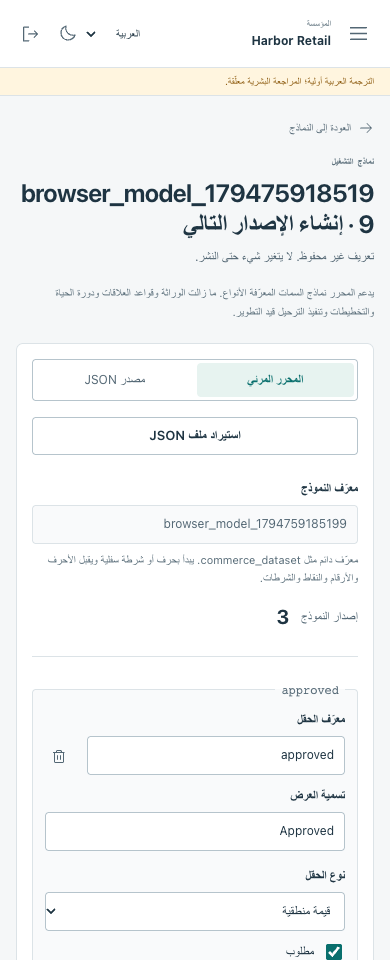 المؤسسة
Harbor Retail
العربية
الترجمة العربية أولية؛ المراجعة البشرية معلّقة.
العودة إلى النماذج
نماذج التشغيل
browser_model_179475918519
9 · إنشاء الإصدار التالي
تعريف غير محفوظ. لا يتغير شيء حتى النشر.
يدعم المحرر نماذج السمات المعرّفة الأنواع. ما زالت الوراثة وقواعد العلاقات ودورة الحياة
والتخطيطات وتنفيذ الترحيل قيد التطوير.
المحرر المرئي
مصدر JSON
استيراد ملف JSON
معرّف النموذج
browser_model_1794759185199
معرّف دائم مثل commerce_dataset. يبدأ بحرف أو شرطة سفلية ويقبل الأحرف
والأرقام والنقاط والشرطات.
إصدار النموذج 3
approved
معرّف الحقل
approved
تسمية العرض
Approved
نوع الحقل
قيمة منطقية
مطلوب